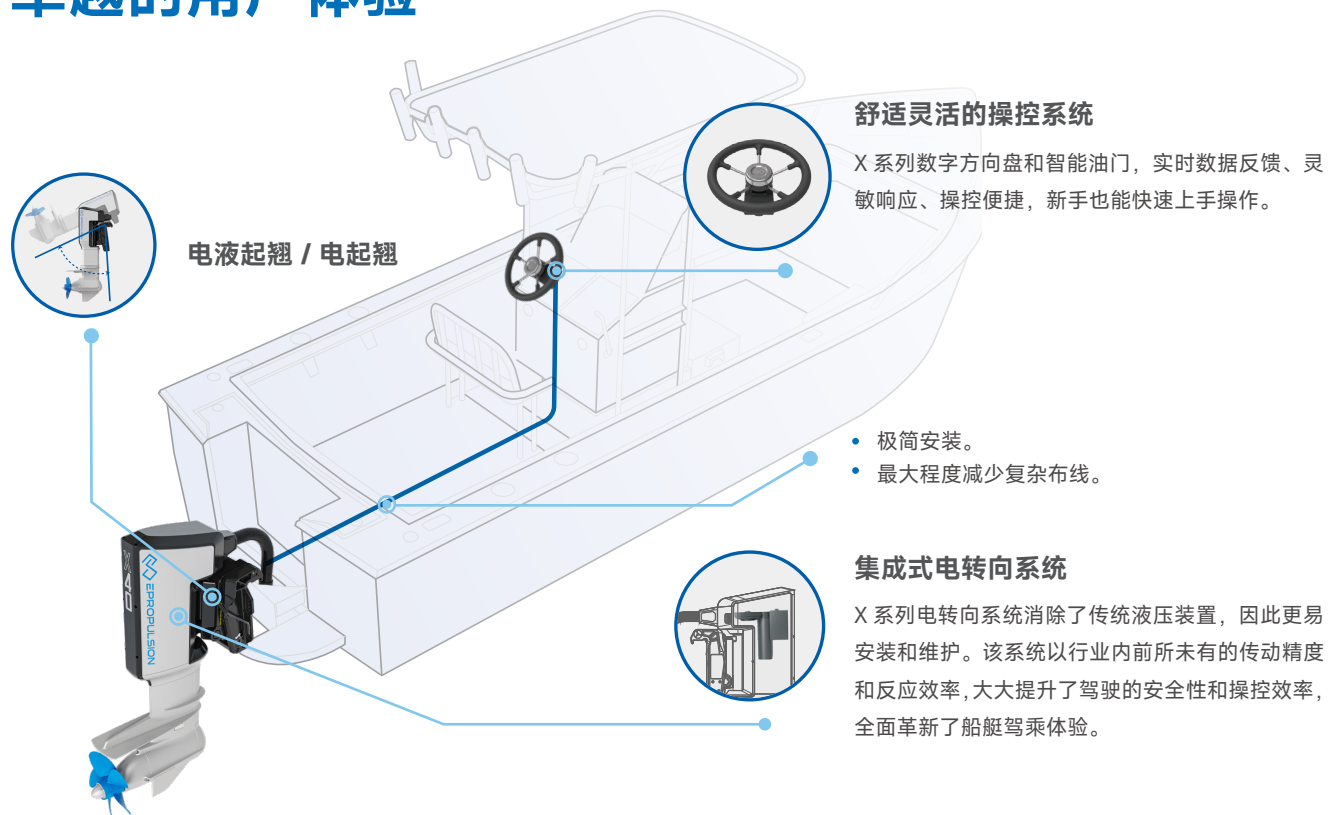 卓越的用户体验
舒适灵活的操控系统
X 系列数字方向盘和智能油门，实时数据反馈、灵
敏响应、操控便捷，新手也能快速上手操作。
电液起翘 / 电起翘
极简安装。
最大程度减少复杂布线。
集成式电转向系统
X 系列电转向系统消除了传统液压装置，因此更易
安装和维护。该系统以行业内前所未有的传动精度
和反应效率，大大提升了驾驶的安全性和操控效率，
全面革新了船艇驾乘体验。
X40
EPROPULSION